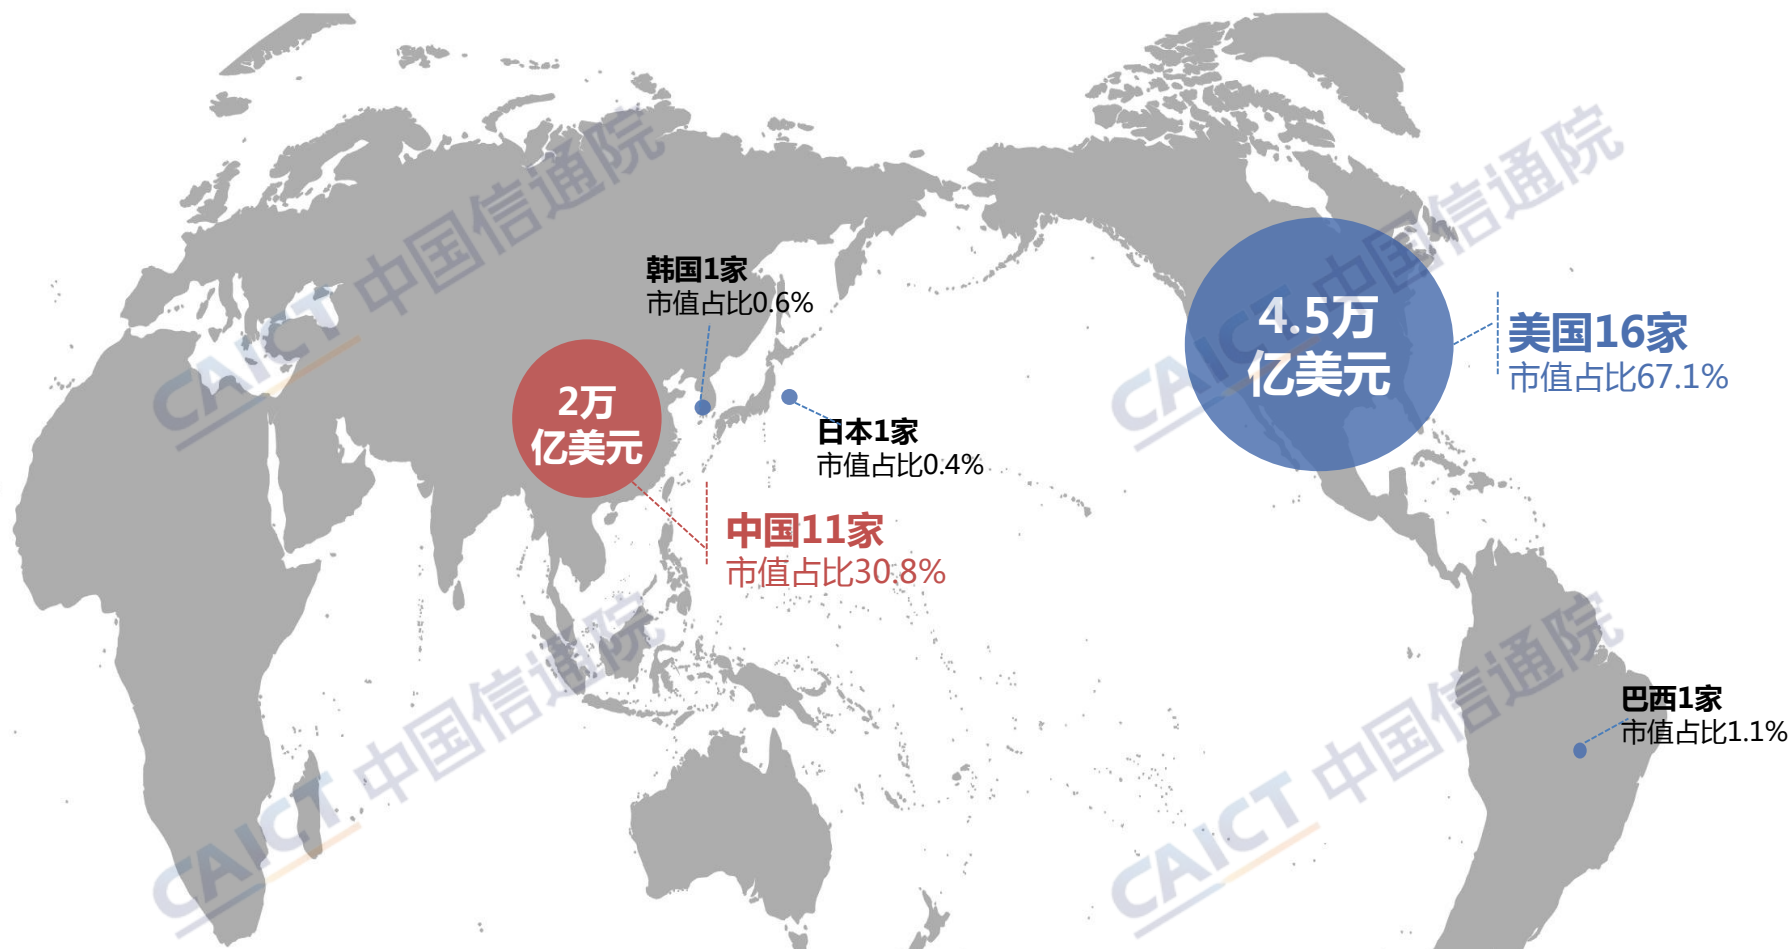 韩国1家
市值占比0.6%
4.5万
亿美元
美国16家
市值占比67.1%
2万
亿美元
日本1家
市值占比0.4%
中国11家
市值占比30.8%
巴西1家
市值占比1.1%
CAICT 中国信通院
CAICT 中国信通院
CAICT 中国信通院
CAICT 中国信通院